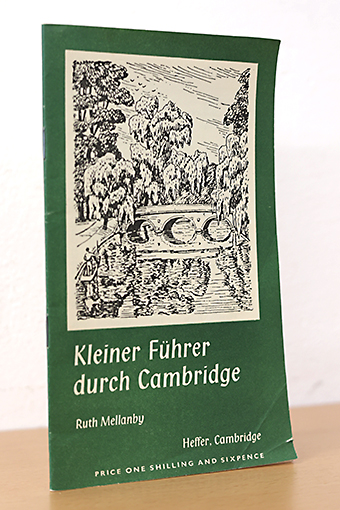 Kleiner Führer
durch Cambridge
Ruth Mellanby
Heffer, Cambridge
PRICE ONE SHILLING AND SIXPENCE